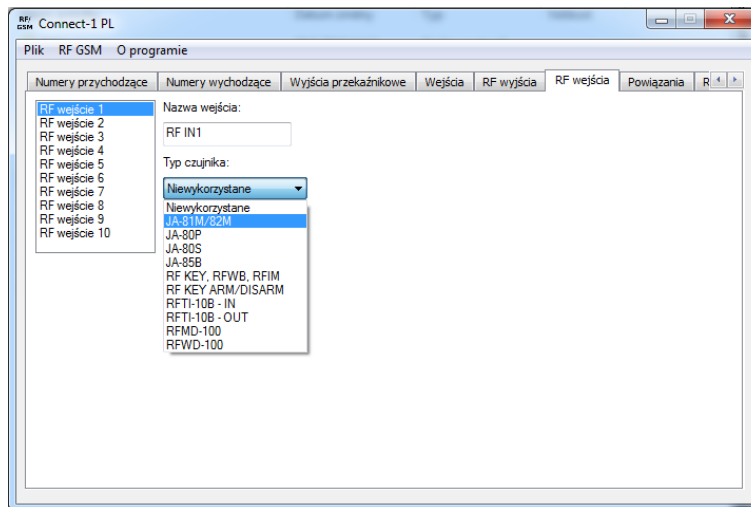 RF/ GSM Connect-1 PL
Plik RF GSM O programie
Numery przychodzące Numery wychodzące Wyjścia przekaźnikowe Wejścia RF wyjścia RF wejścia Powiązania R
RF wejście 1
RF wejście 2
RF wejście 3
RF wejście 4
RF wejście 5
RF wejście 6
RF wejście 7
RF wejście 8
RF wejście 9
RF wejście 10
Nazwa wejścia:
RF IN1
Typ czujnika:
Niewykorzystane
Niewykorzystane
JA-81M/82M
JA-80P
JA-80S
JA-85B
RF KEY, RFWB, RFIM
RF KEY ARM/DISARM
RFTI-10B - IN
RFTI-10B - OUT
RFMD-100
RFWD-100